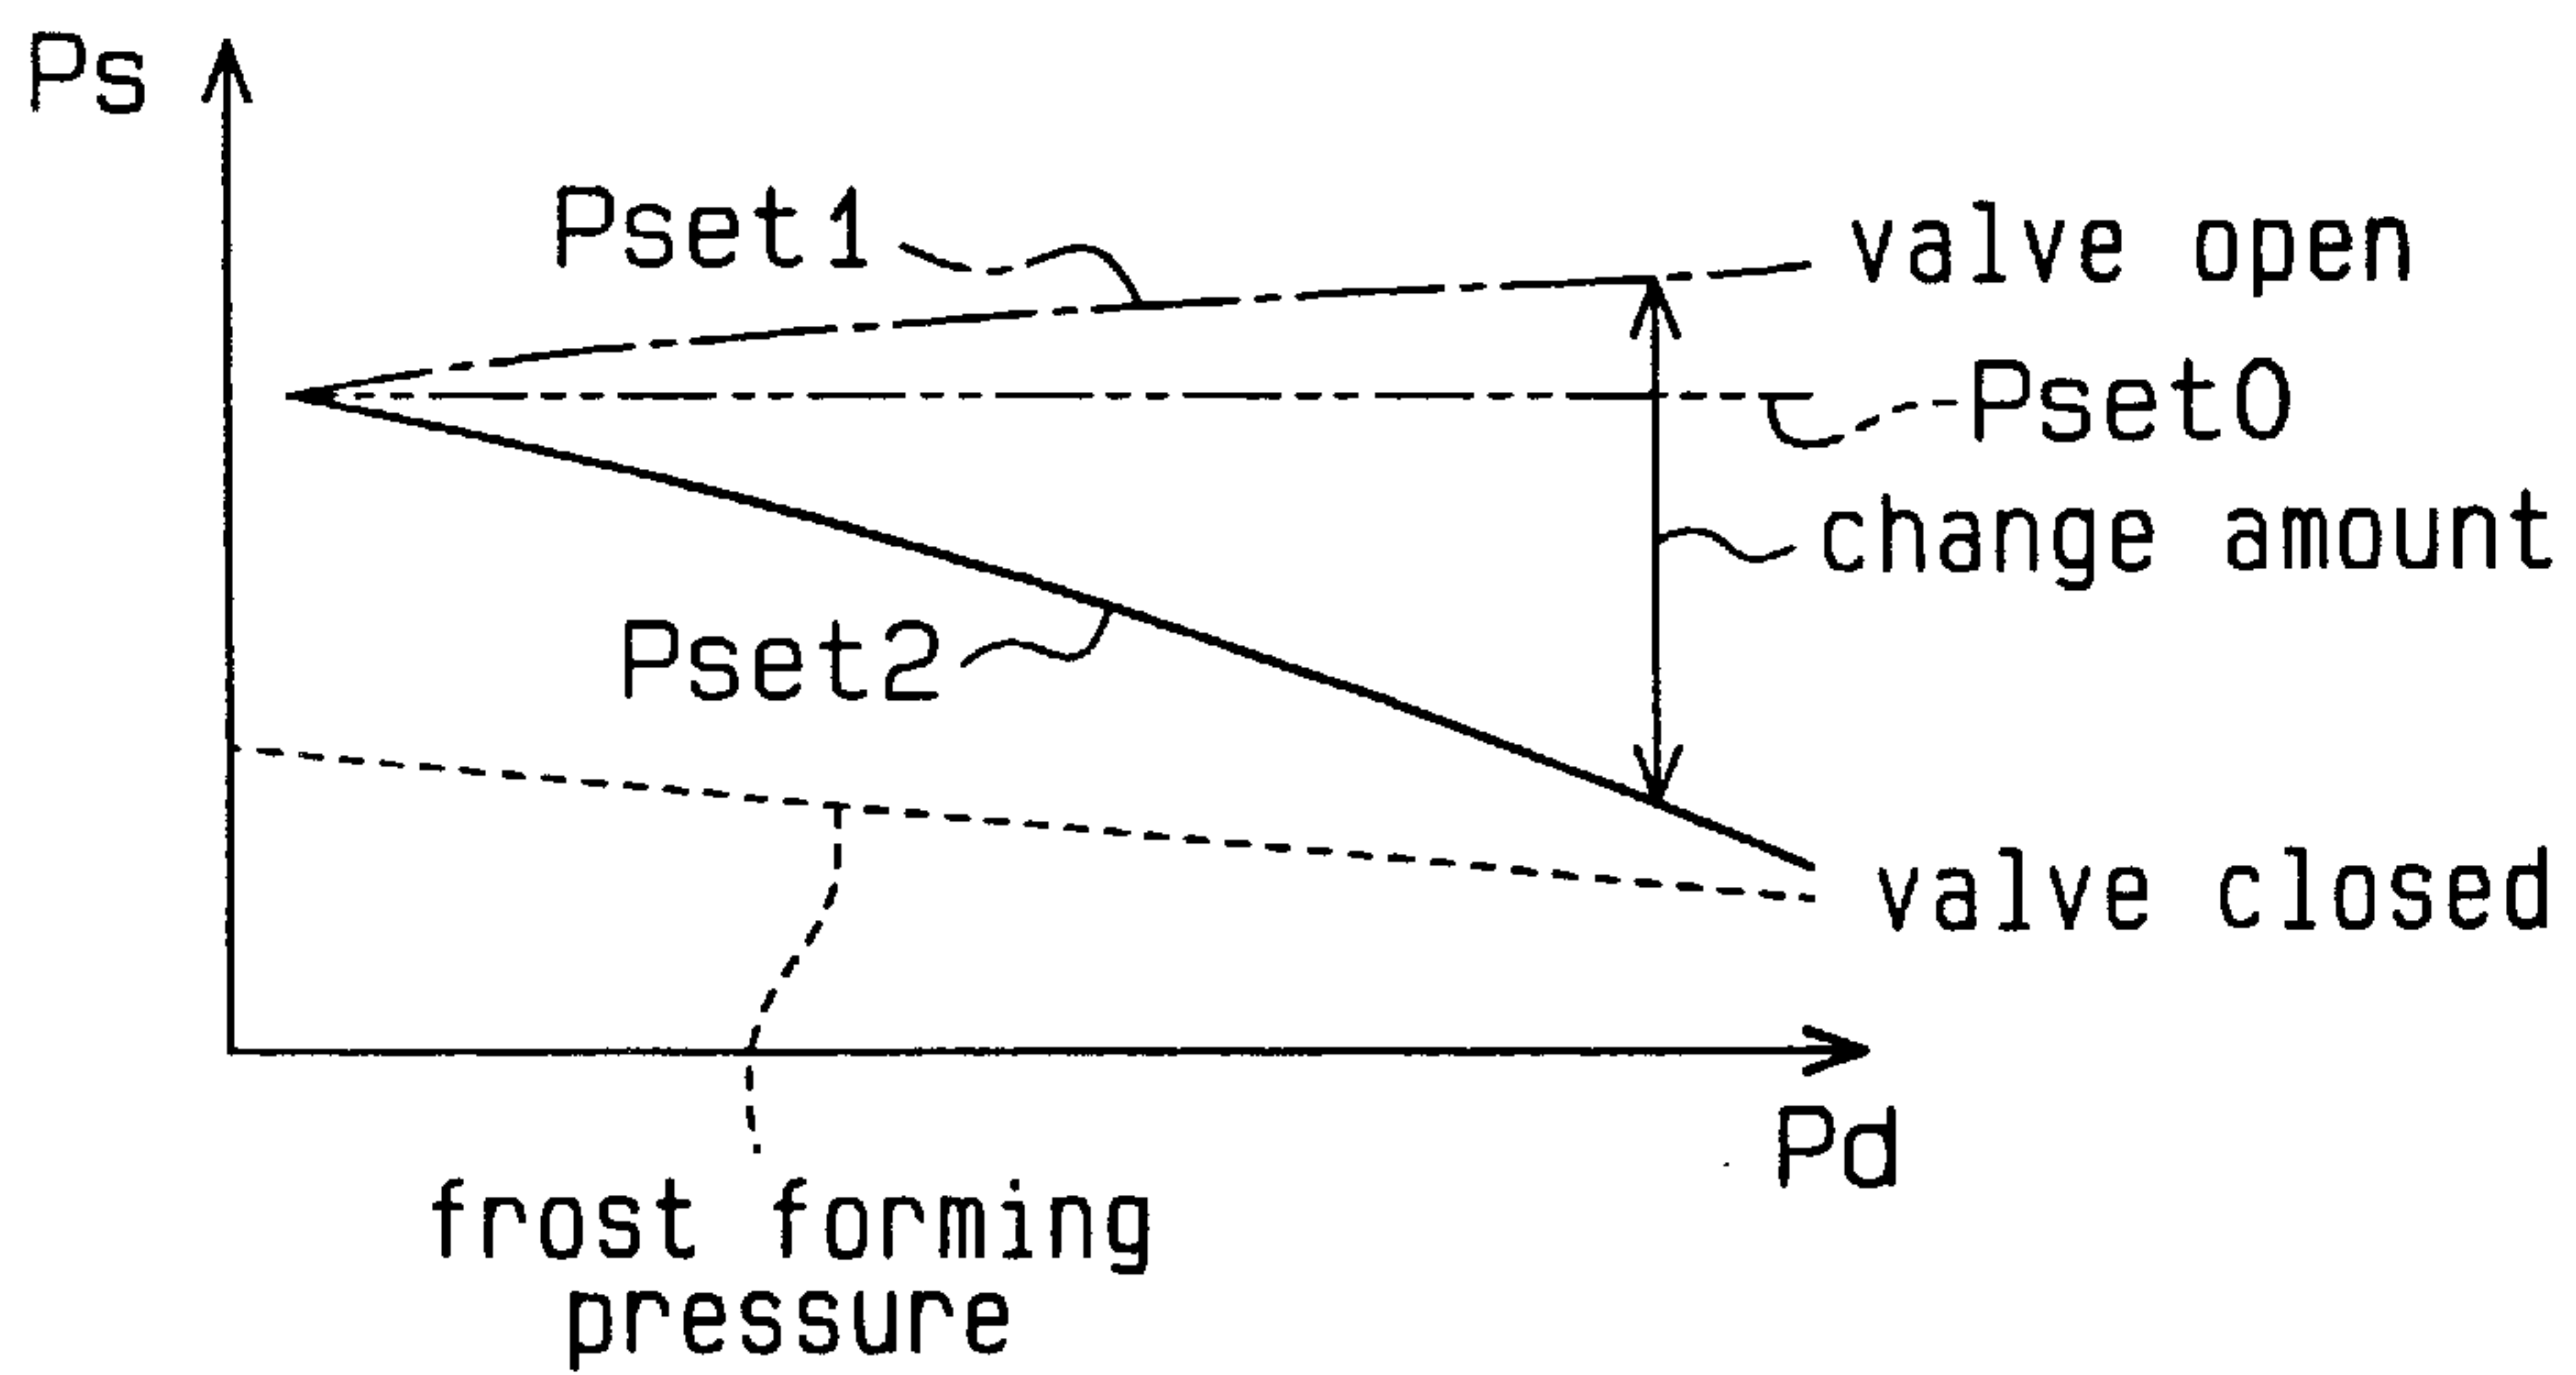 Ps
Pset1
valve open
Pset0
change amount
Pset2
valve closed
Pd
frost forming
pressure